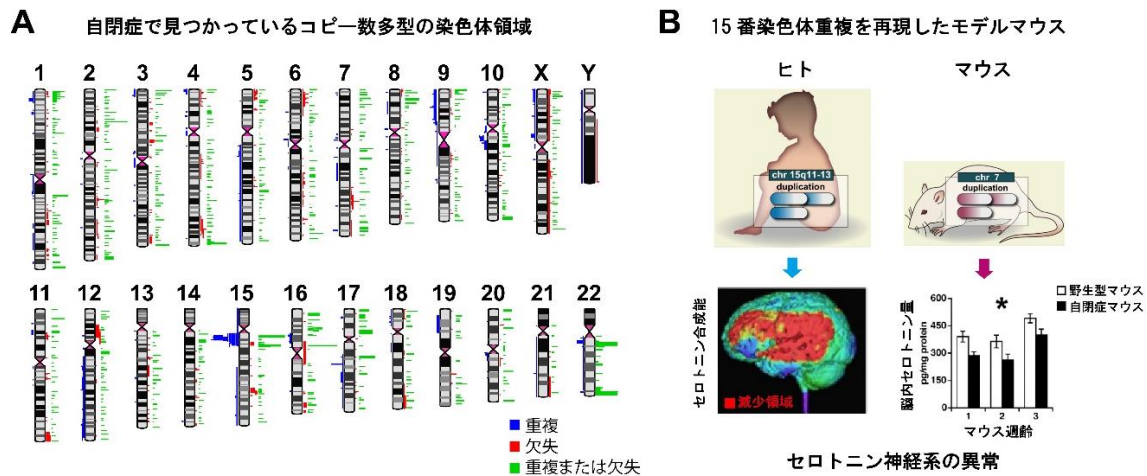 A 自閉症で見つかっているコピー数多型の染色体領域
1 2 3 4 5 6 7 8 9 10 X Y
11 12 13 14 15 16 17 18 19 20 21 22
重複
欠失
重複または欠失
B 15番染色体重複を再現したモデルマウス
ヒト マウス
chr 15q11-13
duplication
chr 7
duplication
セロトニン合成能
減少領域
脳内セロトニン量
pg/mg protein
野生型マウス
自閉症マウス
600
450
300
150
0
*
1 2 3
マウス週齢
セロトニン神経系の異常